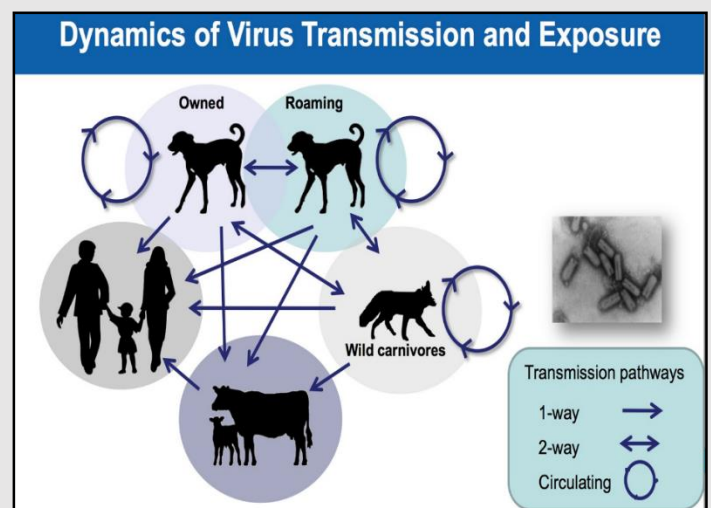 Dynamics of Virus Transmission and Exposure
Owned
Roaming
Wild carnivores
Transmission pathways
1-way
2-way
Circulating